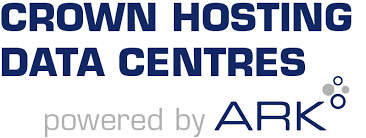 CROWN HOSTING
DATA CENTRES
powered by ARK